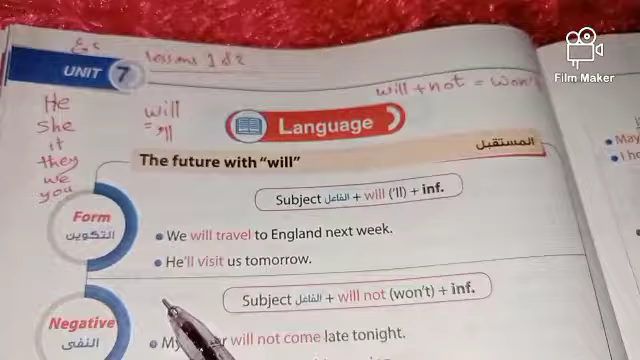 Lessons 1 & 2
UNIT 7
will + not = won't
He
she
it
they
we
you
will
= 'll
Language
The future with "will"
المستقبل
Form
التكوين
Subject الفاعل + will ('ll) + inf.
• We will travel to England next week.
• He'll visit us tomorrow.
Negative
النفى
Subject الفاعل + will not (won't) + inf.
• will not come late tonight.
• May
• I ho
Film Maker